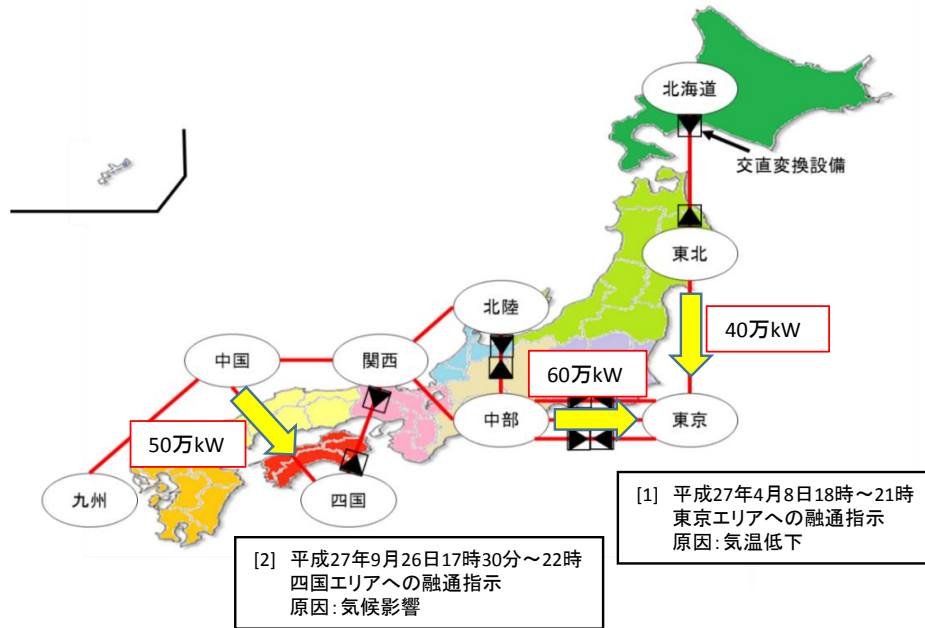 北海道
交直変換設備
東北
北陸
40万kW
中国
関西
60万kW
中部
東京
50万kW
九州
四国
[1] 平成27年4月8日18時～21時
東京エリアへの融通指示
原因：気温低下
[2] 平成27年9月26日17時30分～22時
四国エリアへの融通指示
原因：気候影響